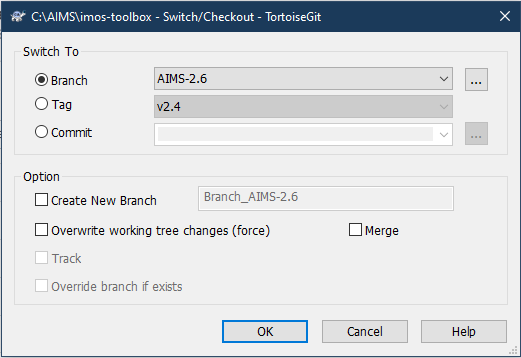 C:\AIMS\imos-toolbox - Switch/Checkout - TortoiseGit
Switch To
Branch
AIMS-2.6
...
Tag
v2.4
Commit
...
Option
Create New Branch
Branch_AIMS-2.6
Overwrite working tree changes (force)
Merge
Track
Override branch if exists
OK
Cancel
Help